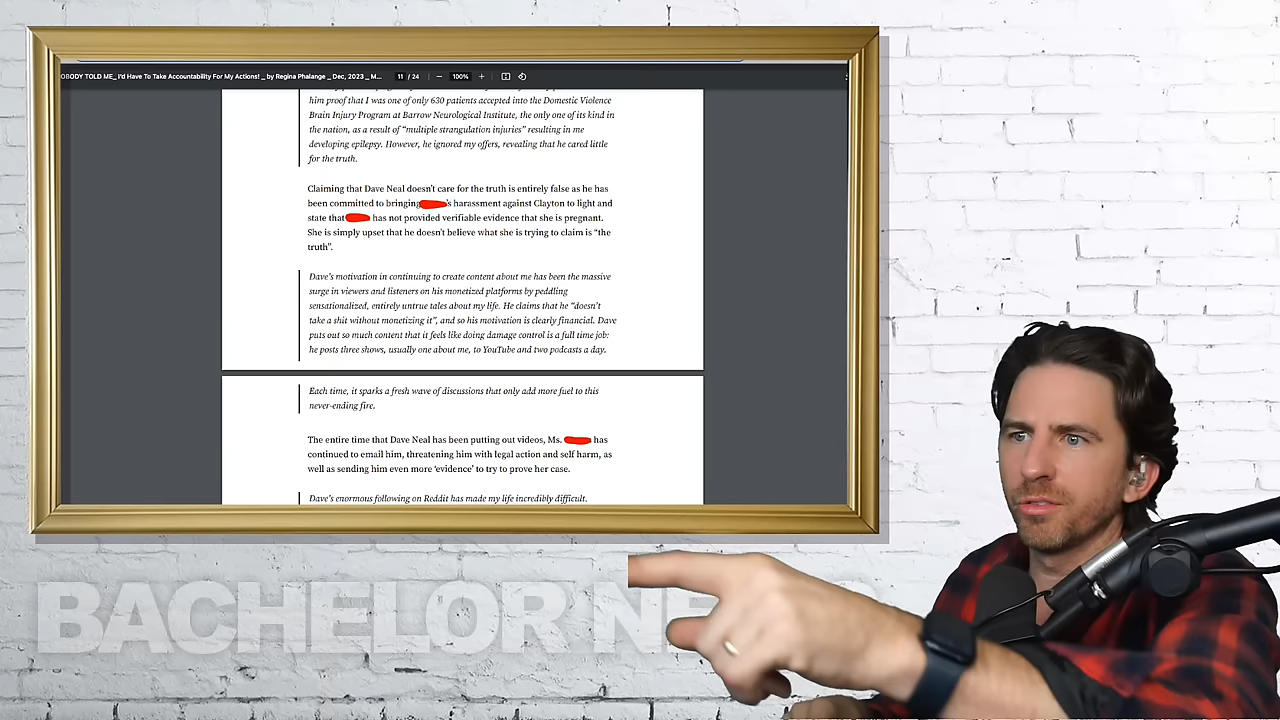 OBODY TOLD ME_ I'd Have To Take Accountability For My Actions! _ by Regina Phalange _ Dec, 2023 _ M... 11 / 24 − 100% +
him proof that I was one of only 630 patients accepted into the Domestic Violence
Brain Injury Program at Barrow Neurological Institute, the only one of its kind in
the nation, as a result of “multiple strangulation injuries” resulting in me
developing epilepsy. However, he ignored my offers, revealing that he cared little
for the truth.
Claiming that Dave Neal doesn't care for the truth is entirely false as he has
been committed to bringing 's harassment against Clayton to light and
state that has not provided verifiable evidence that she is pregnant.
She is simply upset that he doesn't believe what she is trying to claim is “the
truth”.
Dave's motivation in continuing to create content about me has been the massive
surge in viewers and listeners on his monetized platforms by peddling
sensationalized, entirely untrue tales about my life. He claims that he “doesn't
take a shit without monetizing it”, and so his motivation is clearly financial. Dave
puts out so much content that it feels like doing damage control is a full time job:
he posts three shows, usually one about me, to YouTube and two podcasts a day.
Each time, it sparks a fresh wave of discussions that only add more fuel to this
never-ending fire.
The entire time that Dave Neal has been putting out videos, Ms. has
continued to email him, threatening him with legal action and self harm, as
well as sending him even more ‘evidence’ to try to prove her case.
Dave's enormous following on Reddit has made my life incredibly difficult.
BACHELOR NE